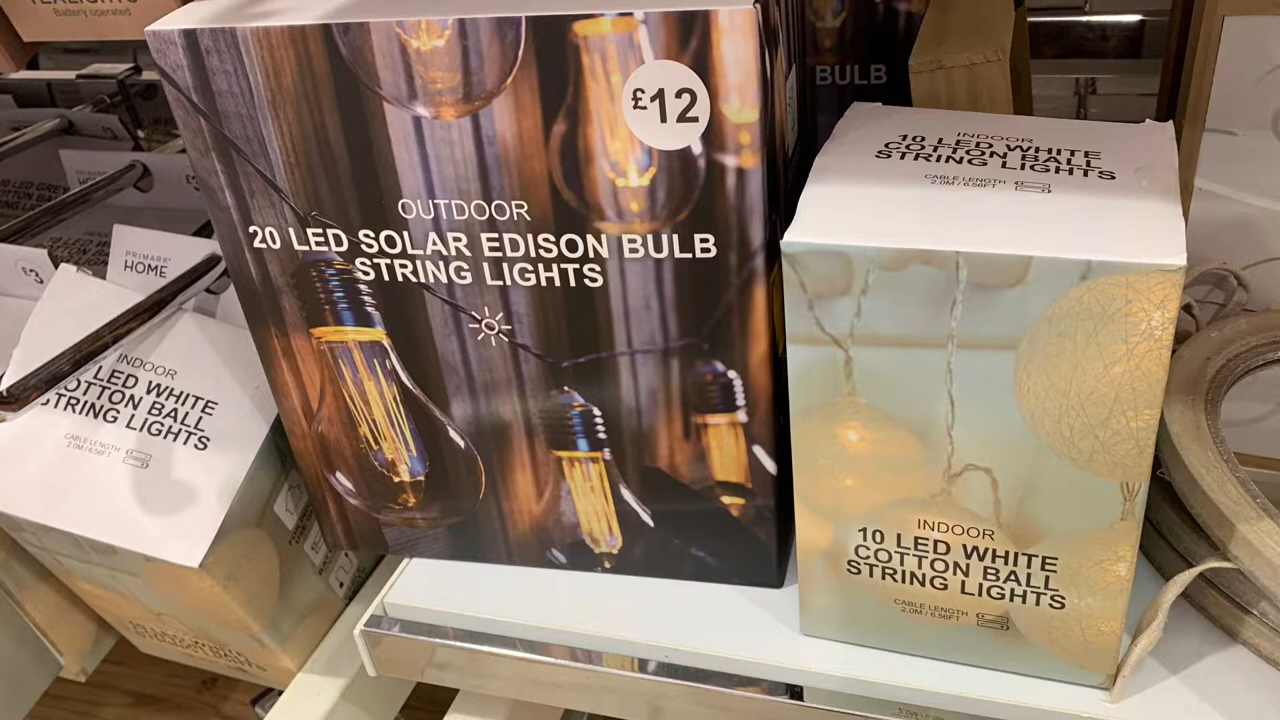 Battery operated
£12
OUTDOOR
20 LED SOLAR EDISON BULB
STRING LIGHTS
BULB
INDOOR
10 LED WHITE
COTTON BALL
STRING LIGHTS
CABLE LENGTH
2.0M / 6.56FT
INDOOR
10 LED WHITE
COTTON BALL
STRING LIGHTS
CABLE LENGTH
2.0M / 6.56FT
£3
PRIMARK
HOME
INDOOR
LED WHITE
COTTON BALL
STRING LIGHTS
CABLE LENGTH
2.0M / 6.56FT